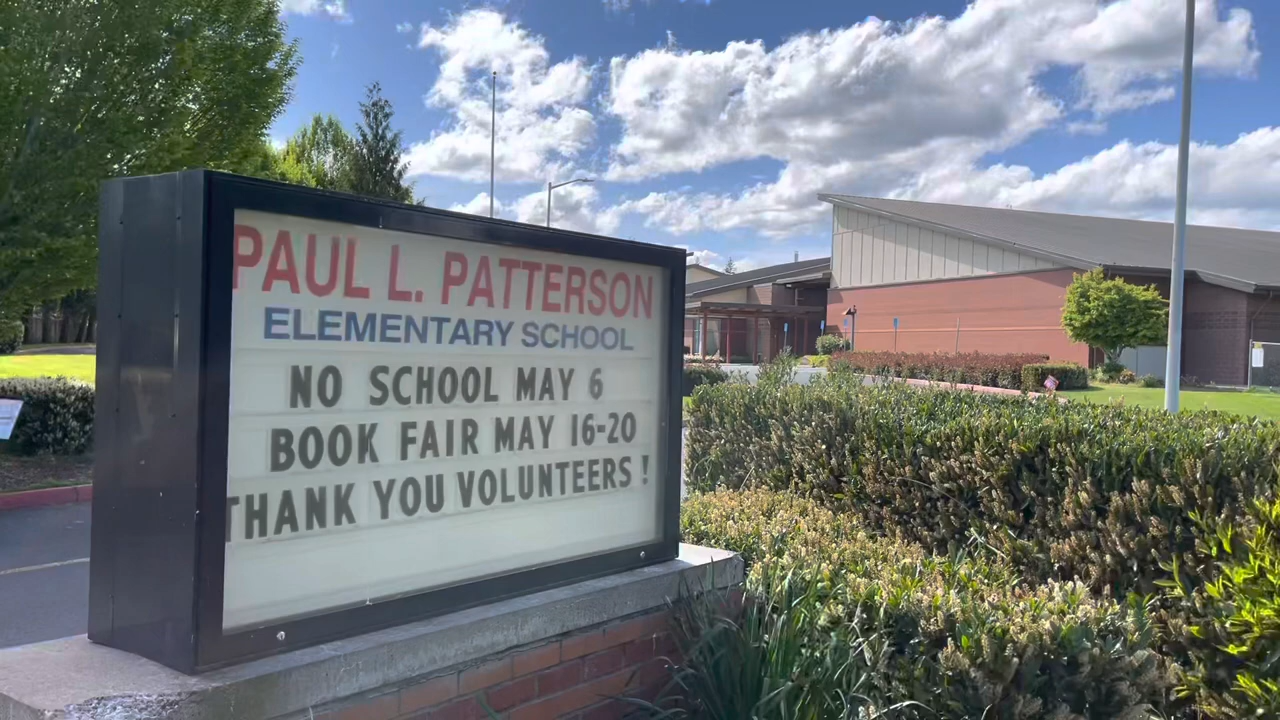 PAUL L. PATTERSON
ELEMENTARY SCHOOL
NO SCHOOL MAY 6
BOOK FAIR MAY 16-20
THANK YOU VOLUNTEERS!